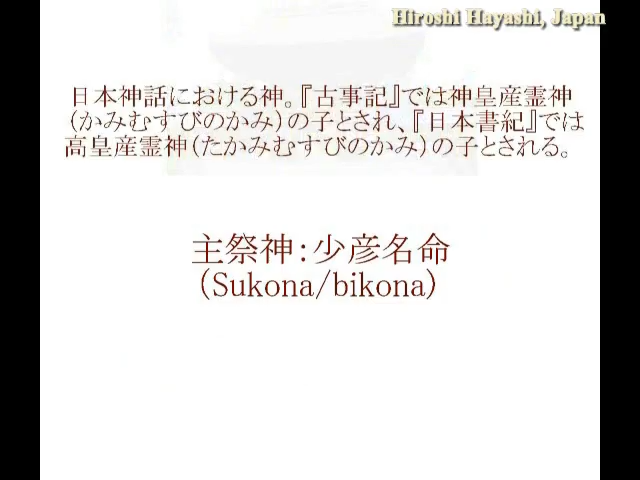 Hiroshi Hayashi, Japan
日本神話における神。『古事記』では神皇産霊神
（かみむすびのかみ）の子とされ、『日本書紀』では
高皇産霊神（たかみむすびのかみ）の子とされる。
主祭神：少彦名命
（Sukona/bikona）